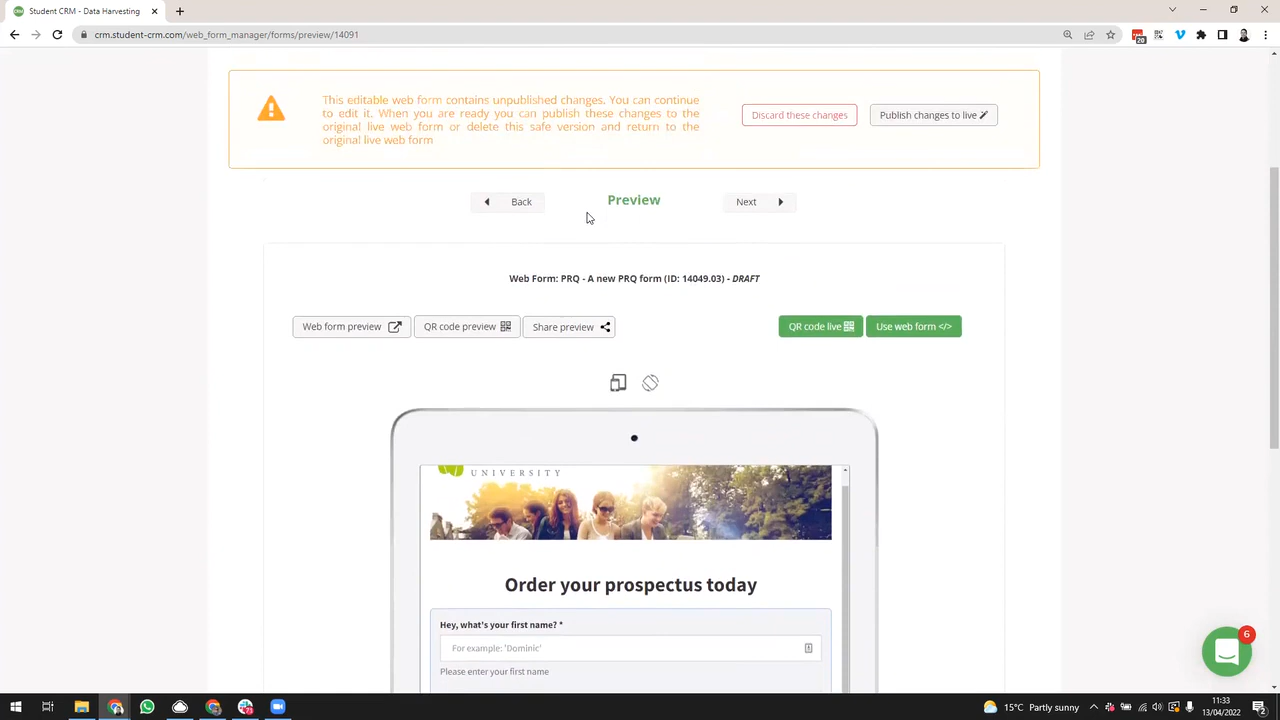 Student CRM - Data Harvesting
crm.student-crm.com/web_form_manager/forms/preview/14091
20
This editable web form contains unpublished changes. You can continue
to edit it. When you are ready you can publish these changes to the
original live web form or delete this safe version and return to the
original live web form
Discard these changes
Publish changes to live
Back
Preview
Next
Web Form: PRQ - A new PRQ form (ID: 14049.03) - DRAFT
Web form preview
QR code preview
Share preview
QR code live
Use web form </>
UNIVERSITY
Order your prospectus today
Hey, what's your first name? *
For example: 'Dominic'
Please enter your first name
6
15°C Partly sunny
11:33
13/04/2022
2